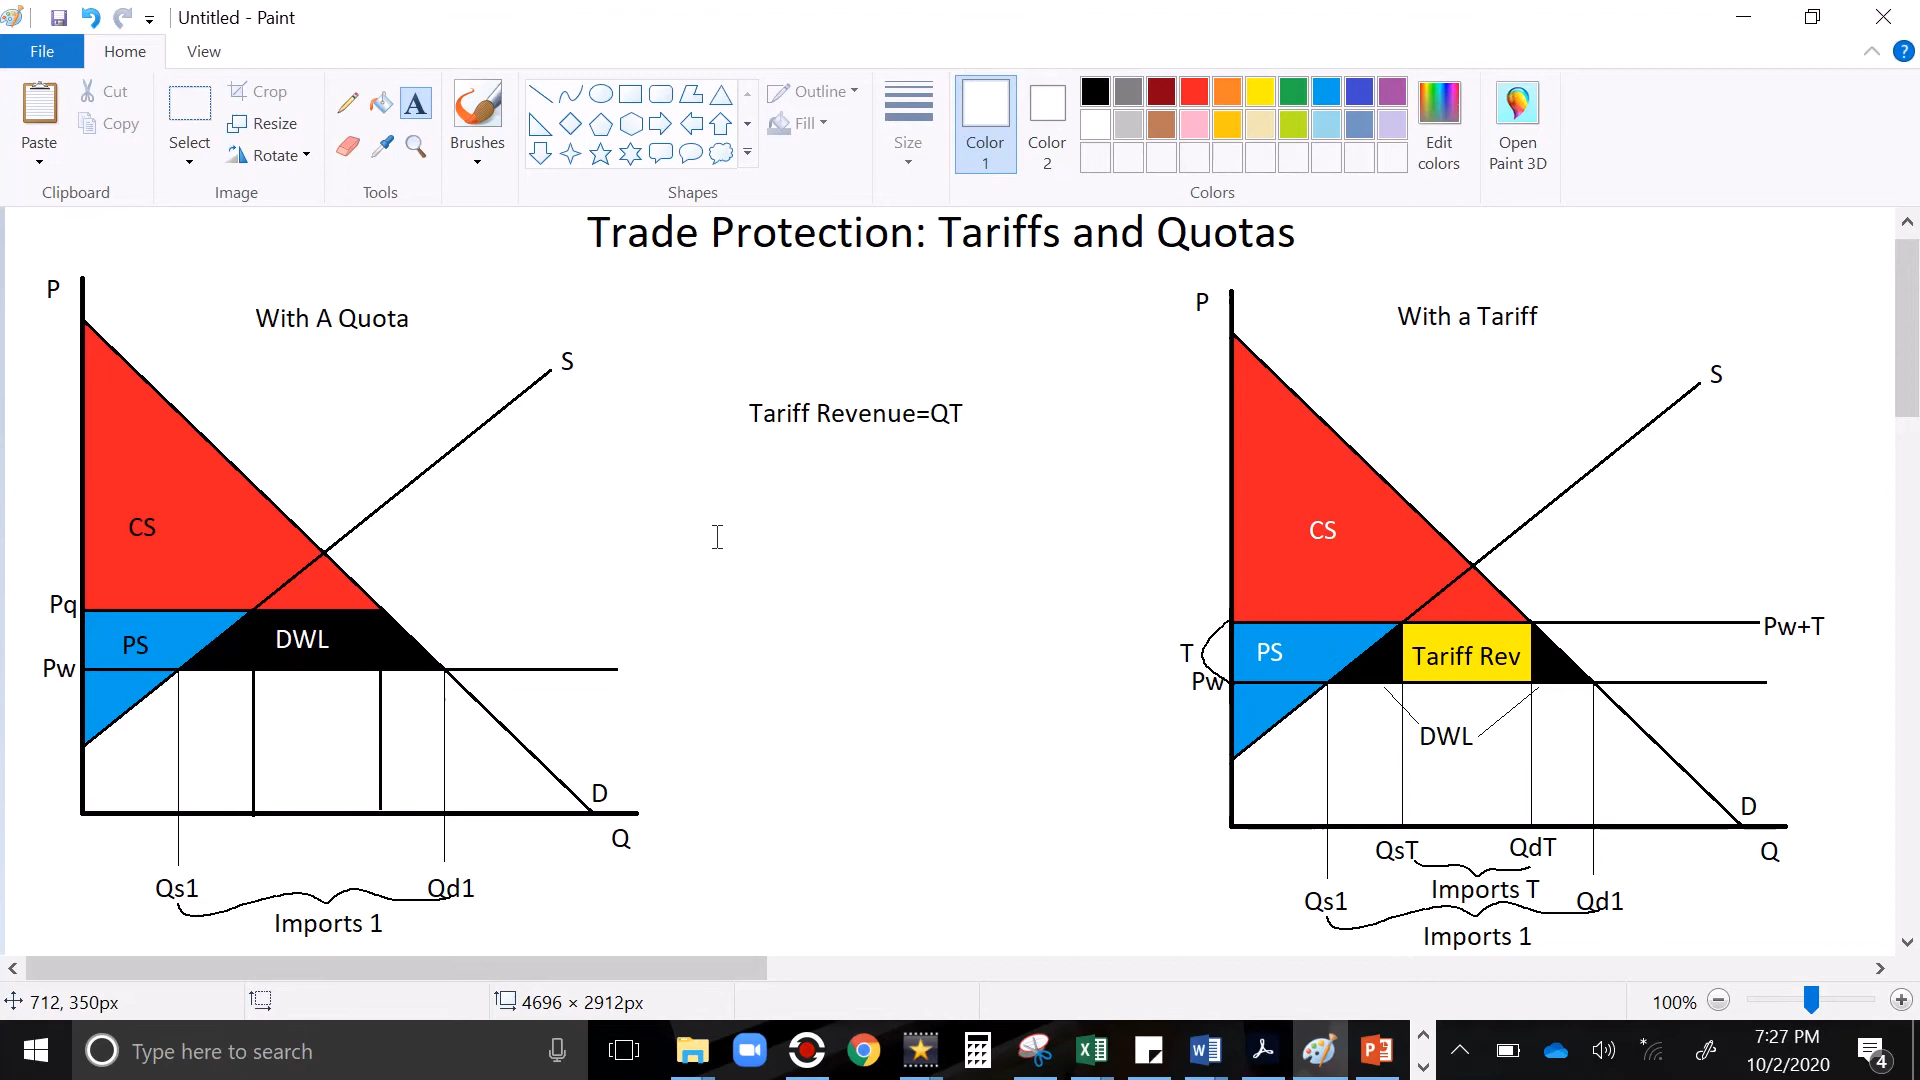 Untitled - Paint
File
Home
View
Paste
Cut
Copy
Clipboard
Select
Crop
Resize
Rotate
Image
Tools
Brushes
Shapes
Outline
Fill
Size
Color 1
Color 2
Colors
Edit colors
Open Paint 3D
Trade Protection: Tariffs and Quotas
P
With A Quota
S
CS
Pq
PS
DWL
Pw
D
Q
Qs1
Qd1
Imports 1
Tariff Revenue=QT
P
With a Tariff
S
CS
Pw+T
T
PS
Tariff Rev
Pw
DWL
D
QsT
QdT
Q
Imports T
Qs1
Qd1
Imports 1
712, 350px
4696 × 2912px
100%
Type here to search
7:27 PM
10/2/2020
4